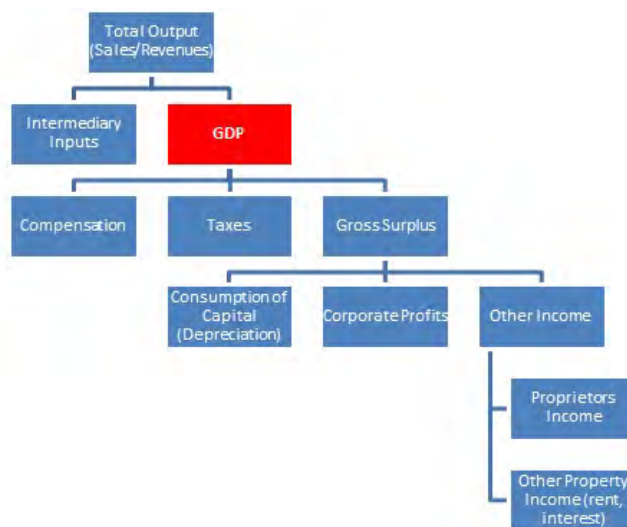 Total Output
(Sales/Revenues)
Intermediary
Inputs
GDP
Compensation
Taxes
Gross Surplus
Consumption of
Capital
(Depreciation)
Corporate Profits
Other Income
Proprietors
Income
Other Property
Income (rent,
interest)